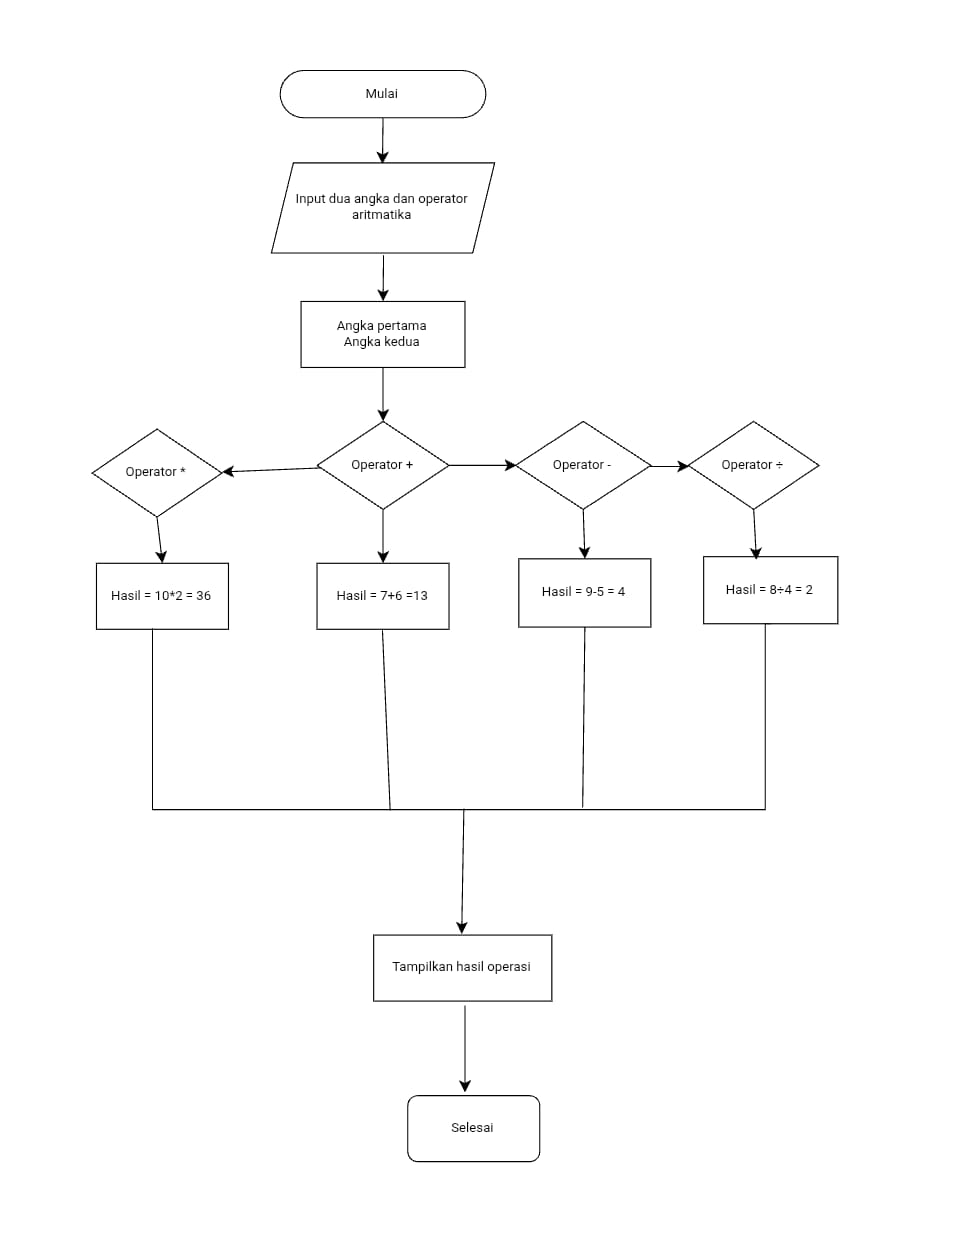 Mulai
Input dua angka dan operator
aritmatika
Angka pertama
Angka kedua
Operator *
Operator +
Operator -
Operator ÷
Hasil = 10*2 = 36
Hasil = 7+6 =13
Hasil = 9-5 = 4
Hasil = 8÷4 = 2
Tampilkan hasil operasi
Selesai